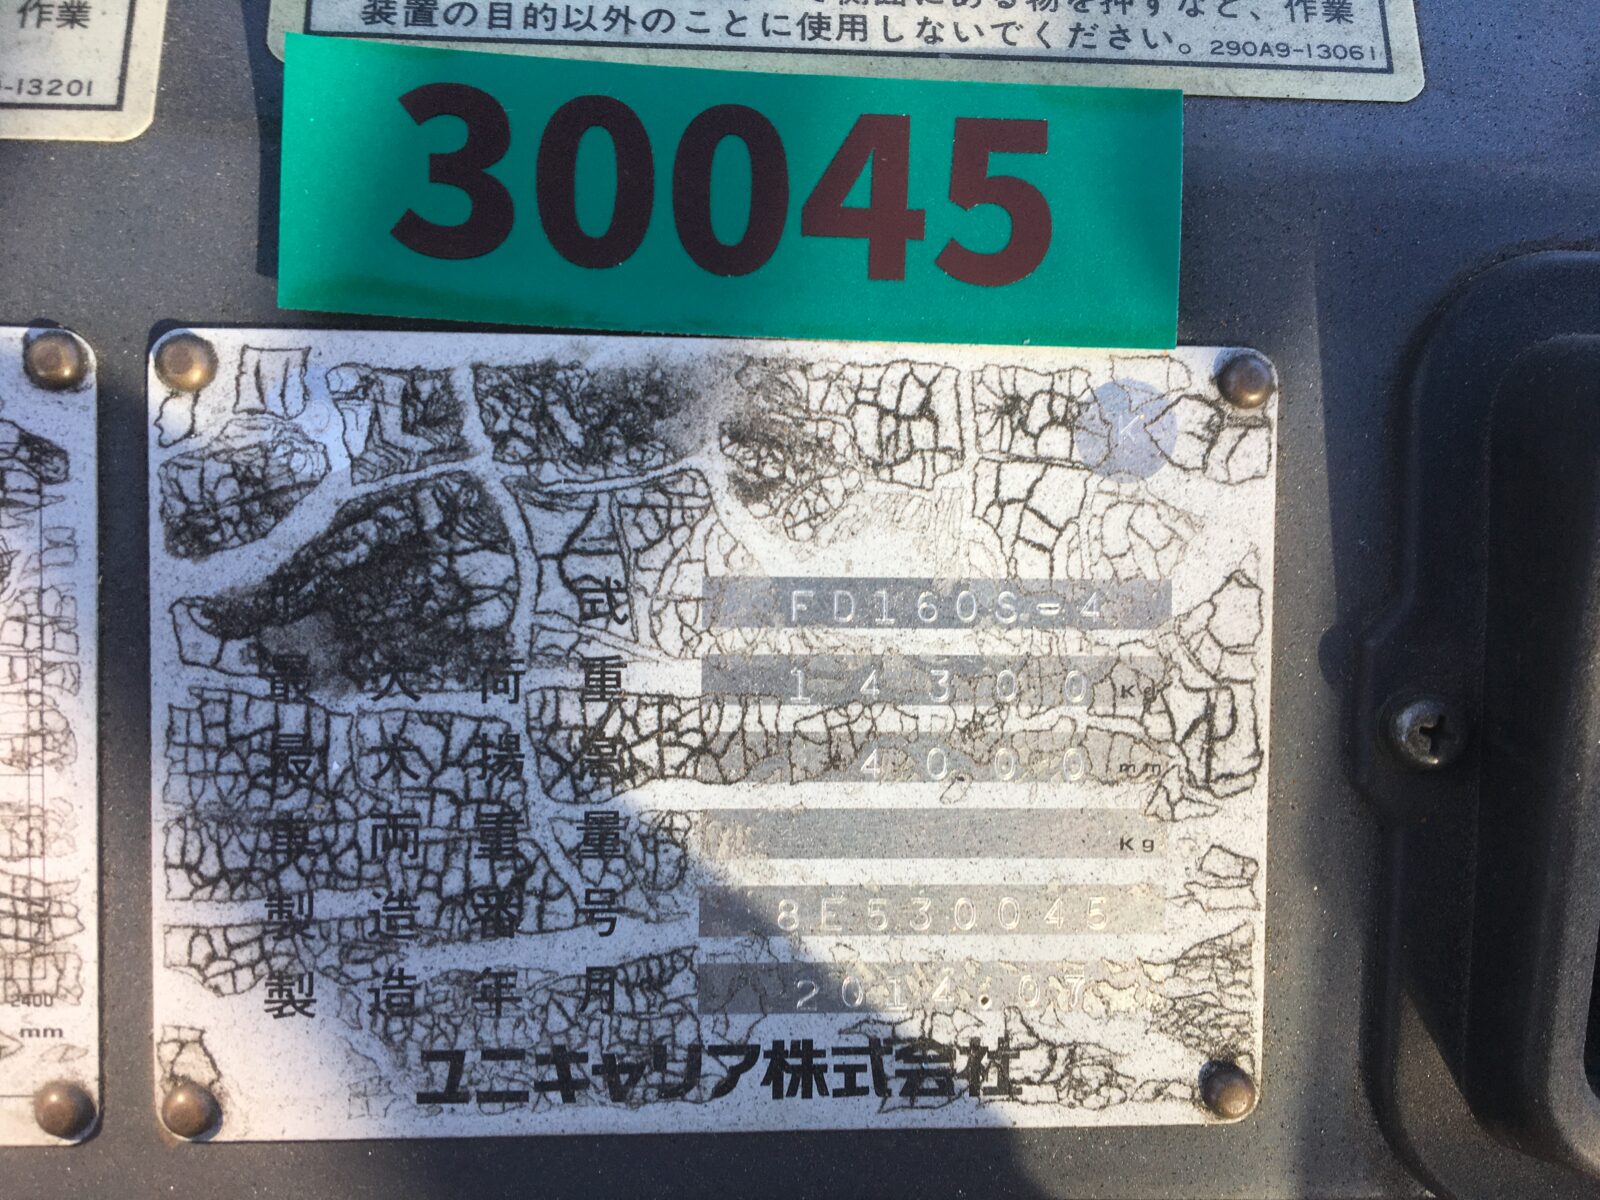 作業
-13201
装置の目的以外のことに使用しないでください。290A9-13061
30045
K
式 FD160S-4
最大荷重 14300 Kg
最大揚高 4000 mm
車両重量 Kg
製造番号 8E530045
製造年月 2014.07
ユニキャリア株式会社
2400
mm